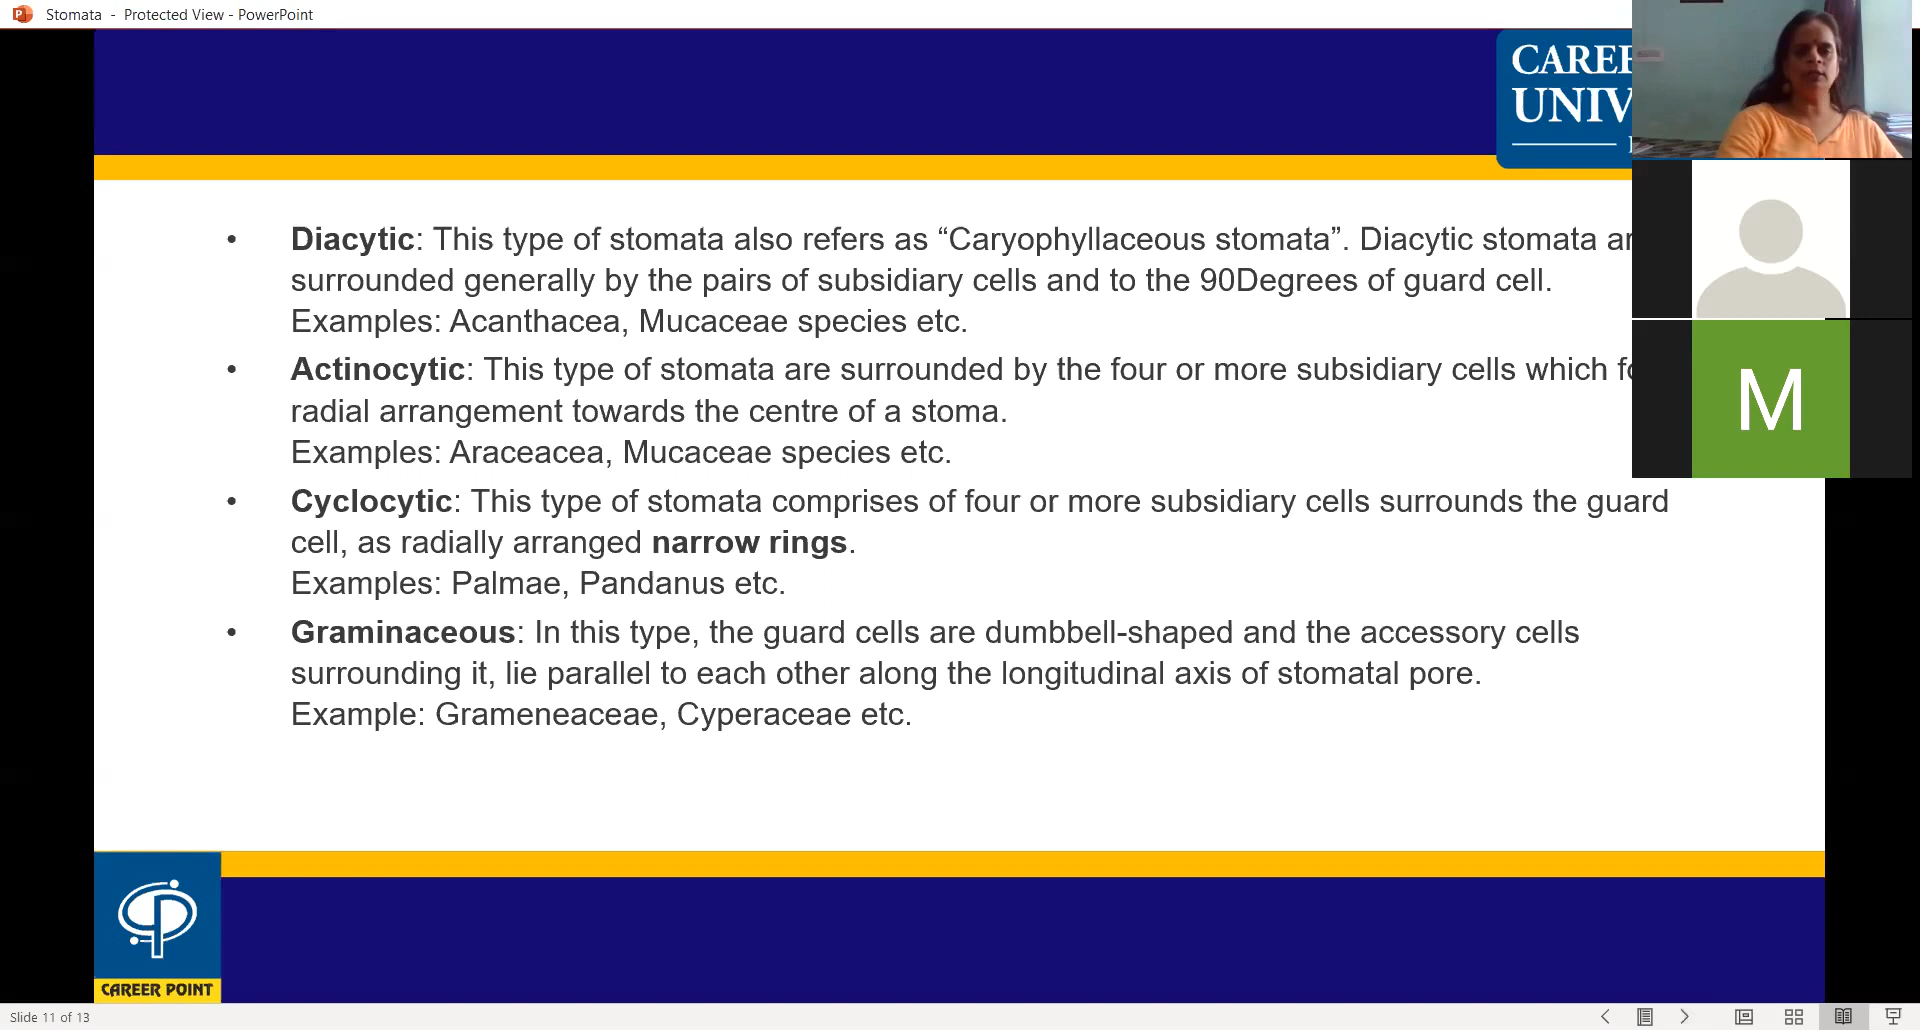 Stomata - Protected View - PowerPoint
CAREER
UNIV
• Diacytic: This type of stomata also refers as “Caryophyllaceous stomata”. Diacytic stomata
surrounded generally by the pairs of subsidiary cells and to the 90Degrees of guard cell.
Examples: Acanthacea, Mucaceae species etc.
• Actinocytic: This type of stomata are surrounded by the four or more subsidiary cells which
radial arrangement towards the centre of a stoma.
Examples: Araceacea, Mucaceae species etc.
M
• Cyclocytic: This type of stomata comprises of four or more subsidiary cells surrounds the guard
cell, as radially arranged narrow rings.
Examples: Palmae, Pandanus etc.
• Graminaceous: In this type, the guard cells are dumbbell-shaped and the accessory cells
surrounding it, lie parallel to each other along the longitudinal axis of stomatal pore.
Example: Grameneaceae, Cyperaceae etc.
CAREER POINT
Slide 11 of 13